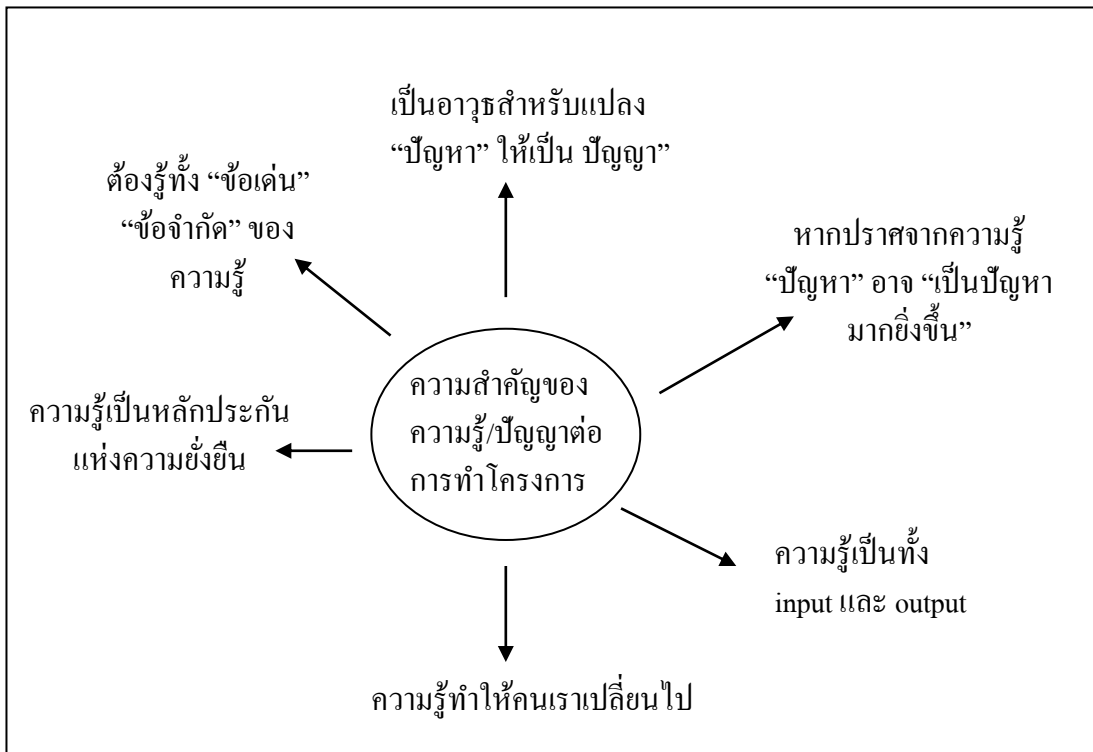 เป็นอาวุธสำหรับแปลง
“ปัญหา” ให้เป็น ปัญญา”
ต้องรู้ทั้ง “ข้อเด่น”
“ข้อจำกัด” ของ
ความรู้
หากปราศจากความรู้
“ปัญหา” อาจ “เป็นปัญหา
มากยิ่งขึ้น”
ความสำคัญของ
ความรู้/ปัญญาต่อ
การทำโครงการ
ความรู้เป็นหลักประกัน
แห่งความยั่งยืน
ความรู้เป็นทั้ง
input และ output
ความรู้ทำให้คนเราเปลี่ยนไป